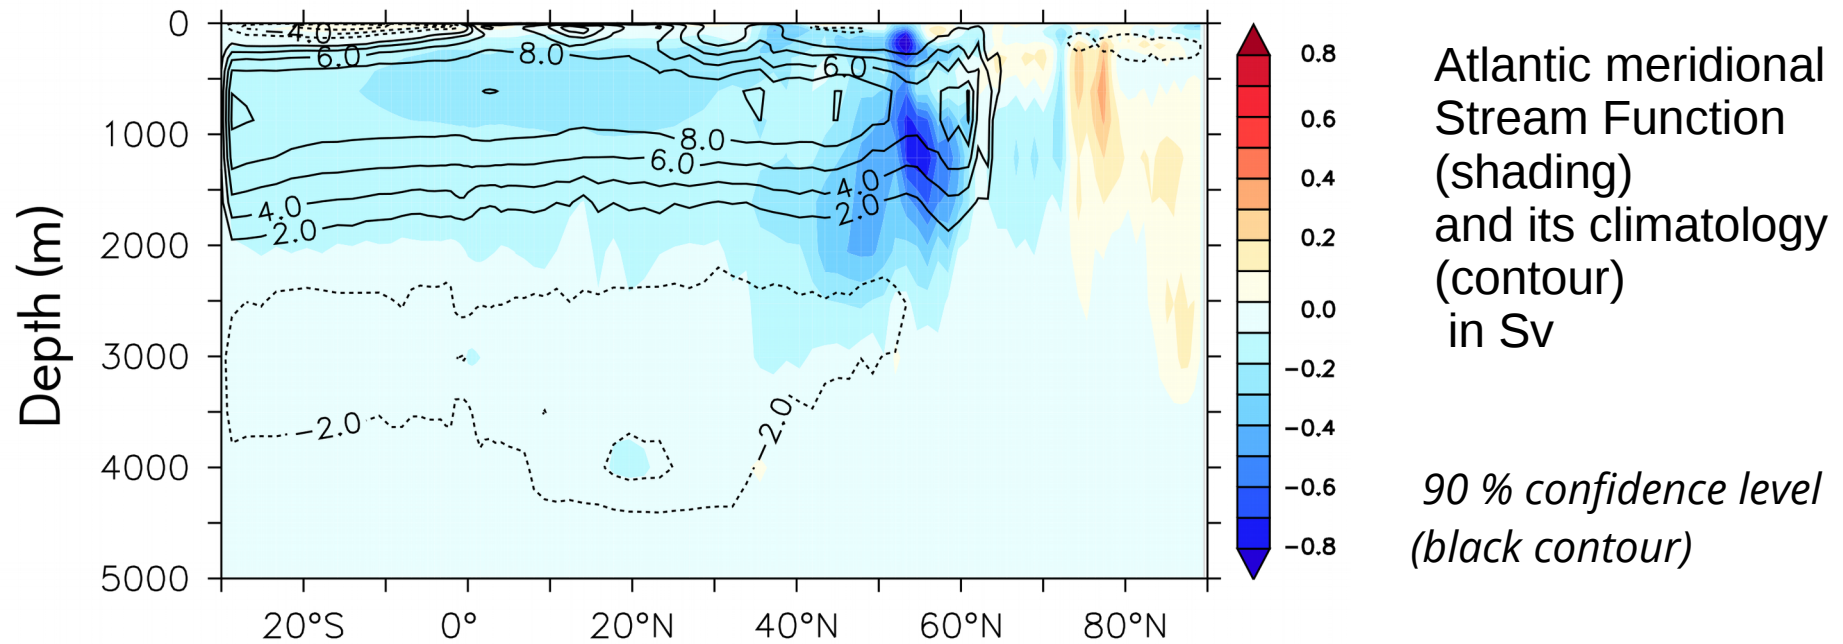 0
1000
2000
3000
4000
5000
Depth (m)
20°S
0°
20°N
40°N
60°N
80°N
−4.0
6.0
8.0
6.0
8.0
6.0
4.0
2.0
4.0
2.0
−2.0
2.0
0.8
0.6
0.4
0.2
0.0
−0.2
−0.4
−0.6
−0.8
Atlantic meridional
Stream Function
(shading)
and its climatology
(contour)
in Sv
90 % confidence level
(black contour)